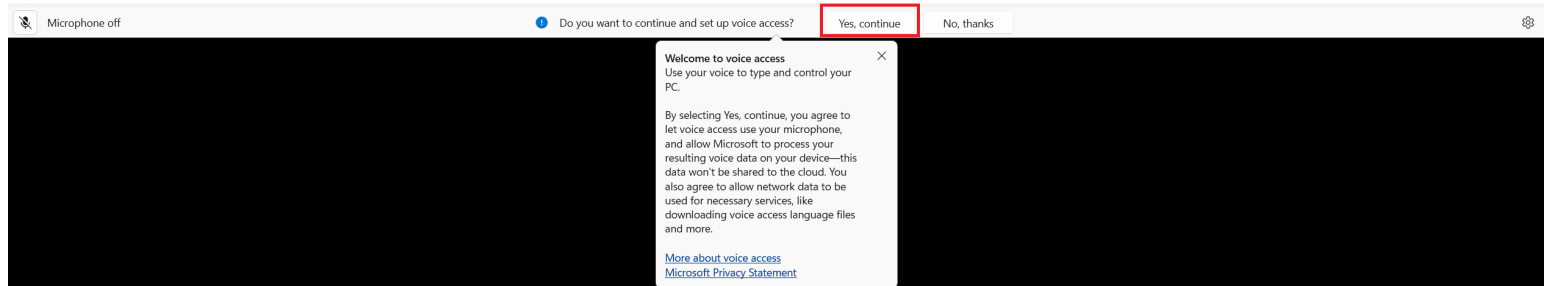 Microphone off
Do you want to continue and set up voice access?
Yes, continue
No, thanks
Welcome to voice access
Use your voice to type and control your
PC.
By selecting Yes, continue, you agree to
let voice access use your microphone,
and allow Microsoft to process your
resulting voice data on your device—this
data won't be shared to the cloud. You
also agree to allow network data to be
used for necessary services, like
downloading voice access language files
and more.
More about voice access
Microsoft Privacy Statement